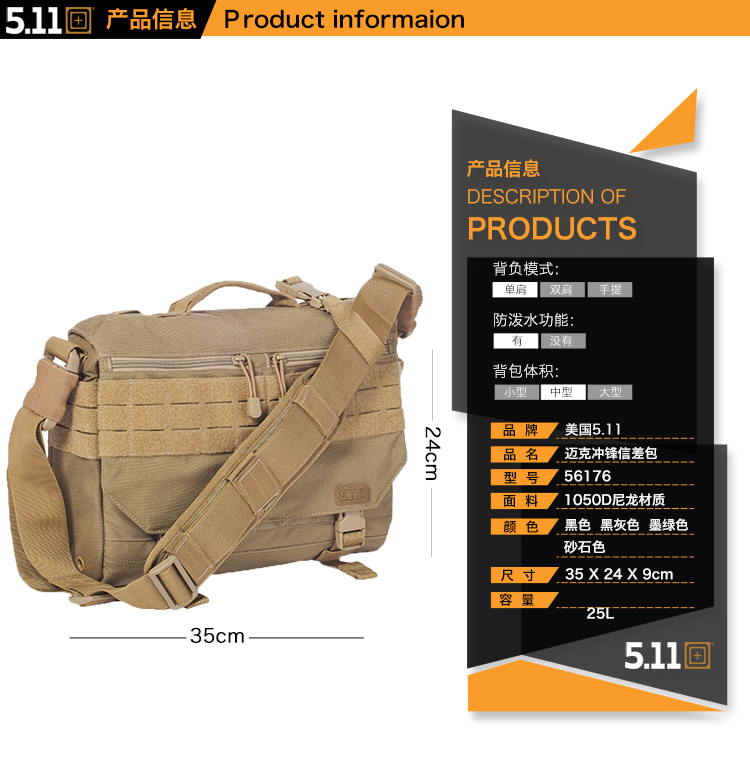 5.11 产品信息 Product informaion
产品信息
DESCRIPTION OF
PRODUCTS
背负模式:
单肩 双肩 手提
防泼水功能:
有 没有
背包体积:
小型 中型 大型
品牌 美国5.11
品名 迈克冲锋信差包
型号 56176
面料 1050D尼龙材质
颜色 黑色 黑灰色 墨绿色
砂石色
尺寸 35 X 24 X 9cm
容量
25L
5.11
24cm
35cm
5.11